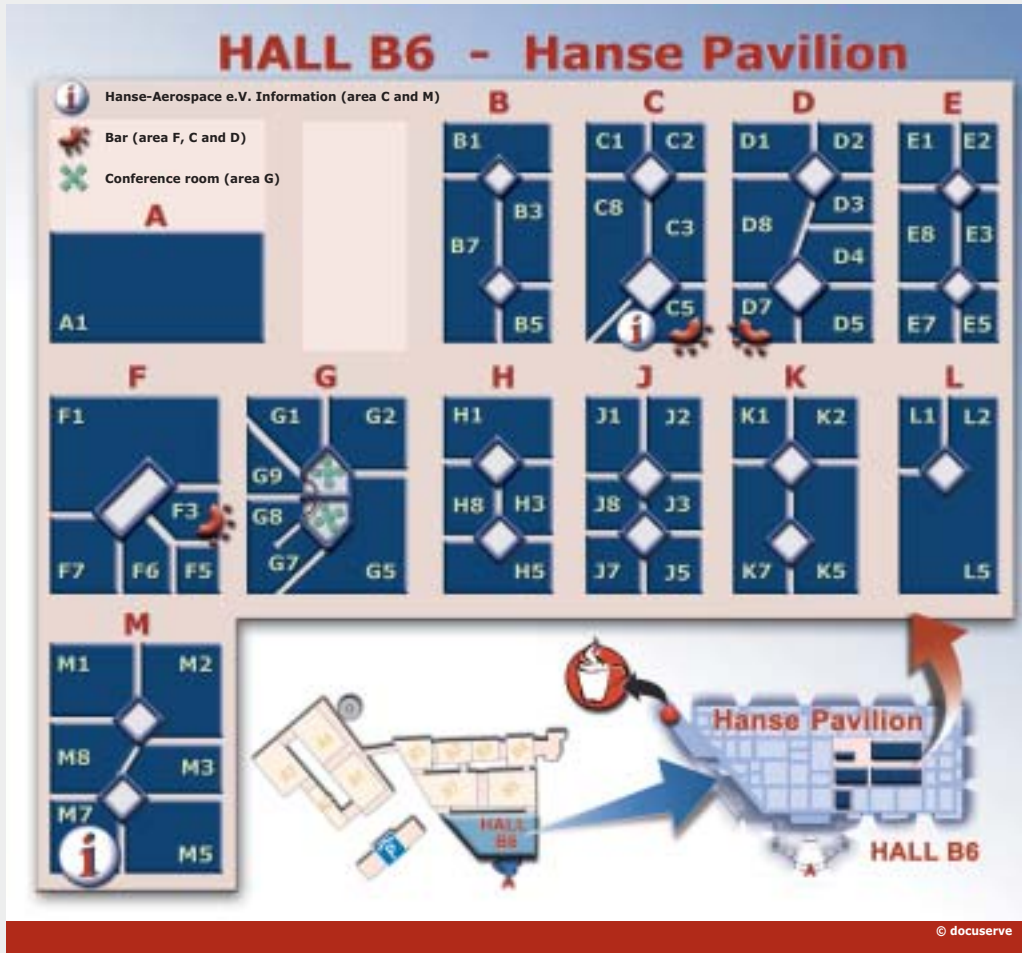 HALL B6 - Hanse Pavilion
Hanse-Aerospace e.V. Information (area C and M)
Bar (area F, C and D)
Conference room (area G)
A
B
C
D
E
A1
B1
B3
B7
B5
C1
C2
C8
C3
C5
D1
D2
D3
D8
D4
D7
D5
E1
E2
E8
E3
E7
E5
F
G
H
J
K
L
F1
F3
F7
F6
F5
G1
G2
G9
G8
G7
G5
H1
H8
H3
H5
J1
J2
J8
J3
J7
J5
K1
K2
K7
K5
L1
L2
L5
M
M1
M2
M8
M3
M7
M5
Hanse Pavilion
HALL
B6
A
HALL B6
A
P
© docuserve